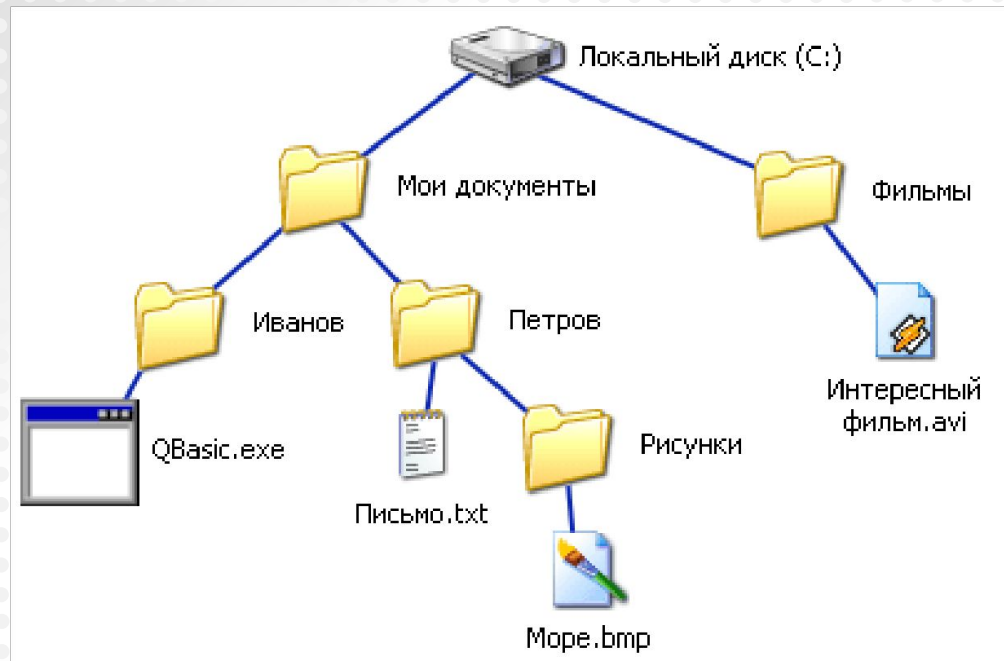 Локальный диск (C:)
Мои документы
Фильмы
Иванов
Петров
Интересный
фильм.avi
QBasic.exe
Рисунки
Письмо.txt
Море.bmp